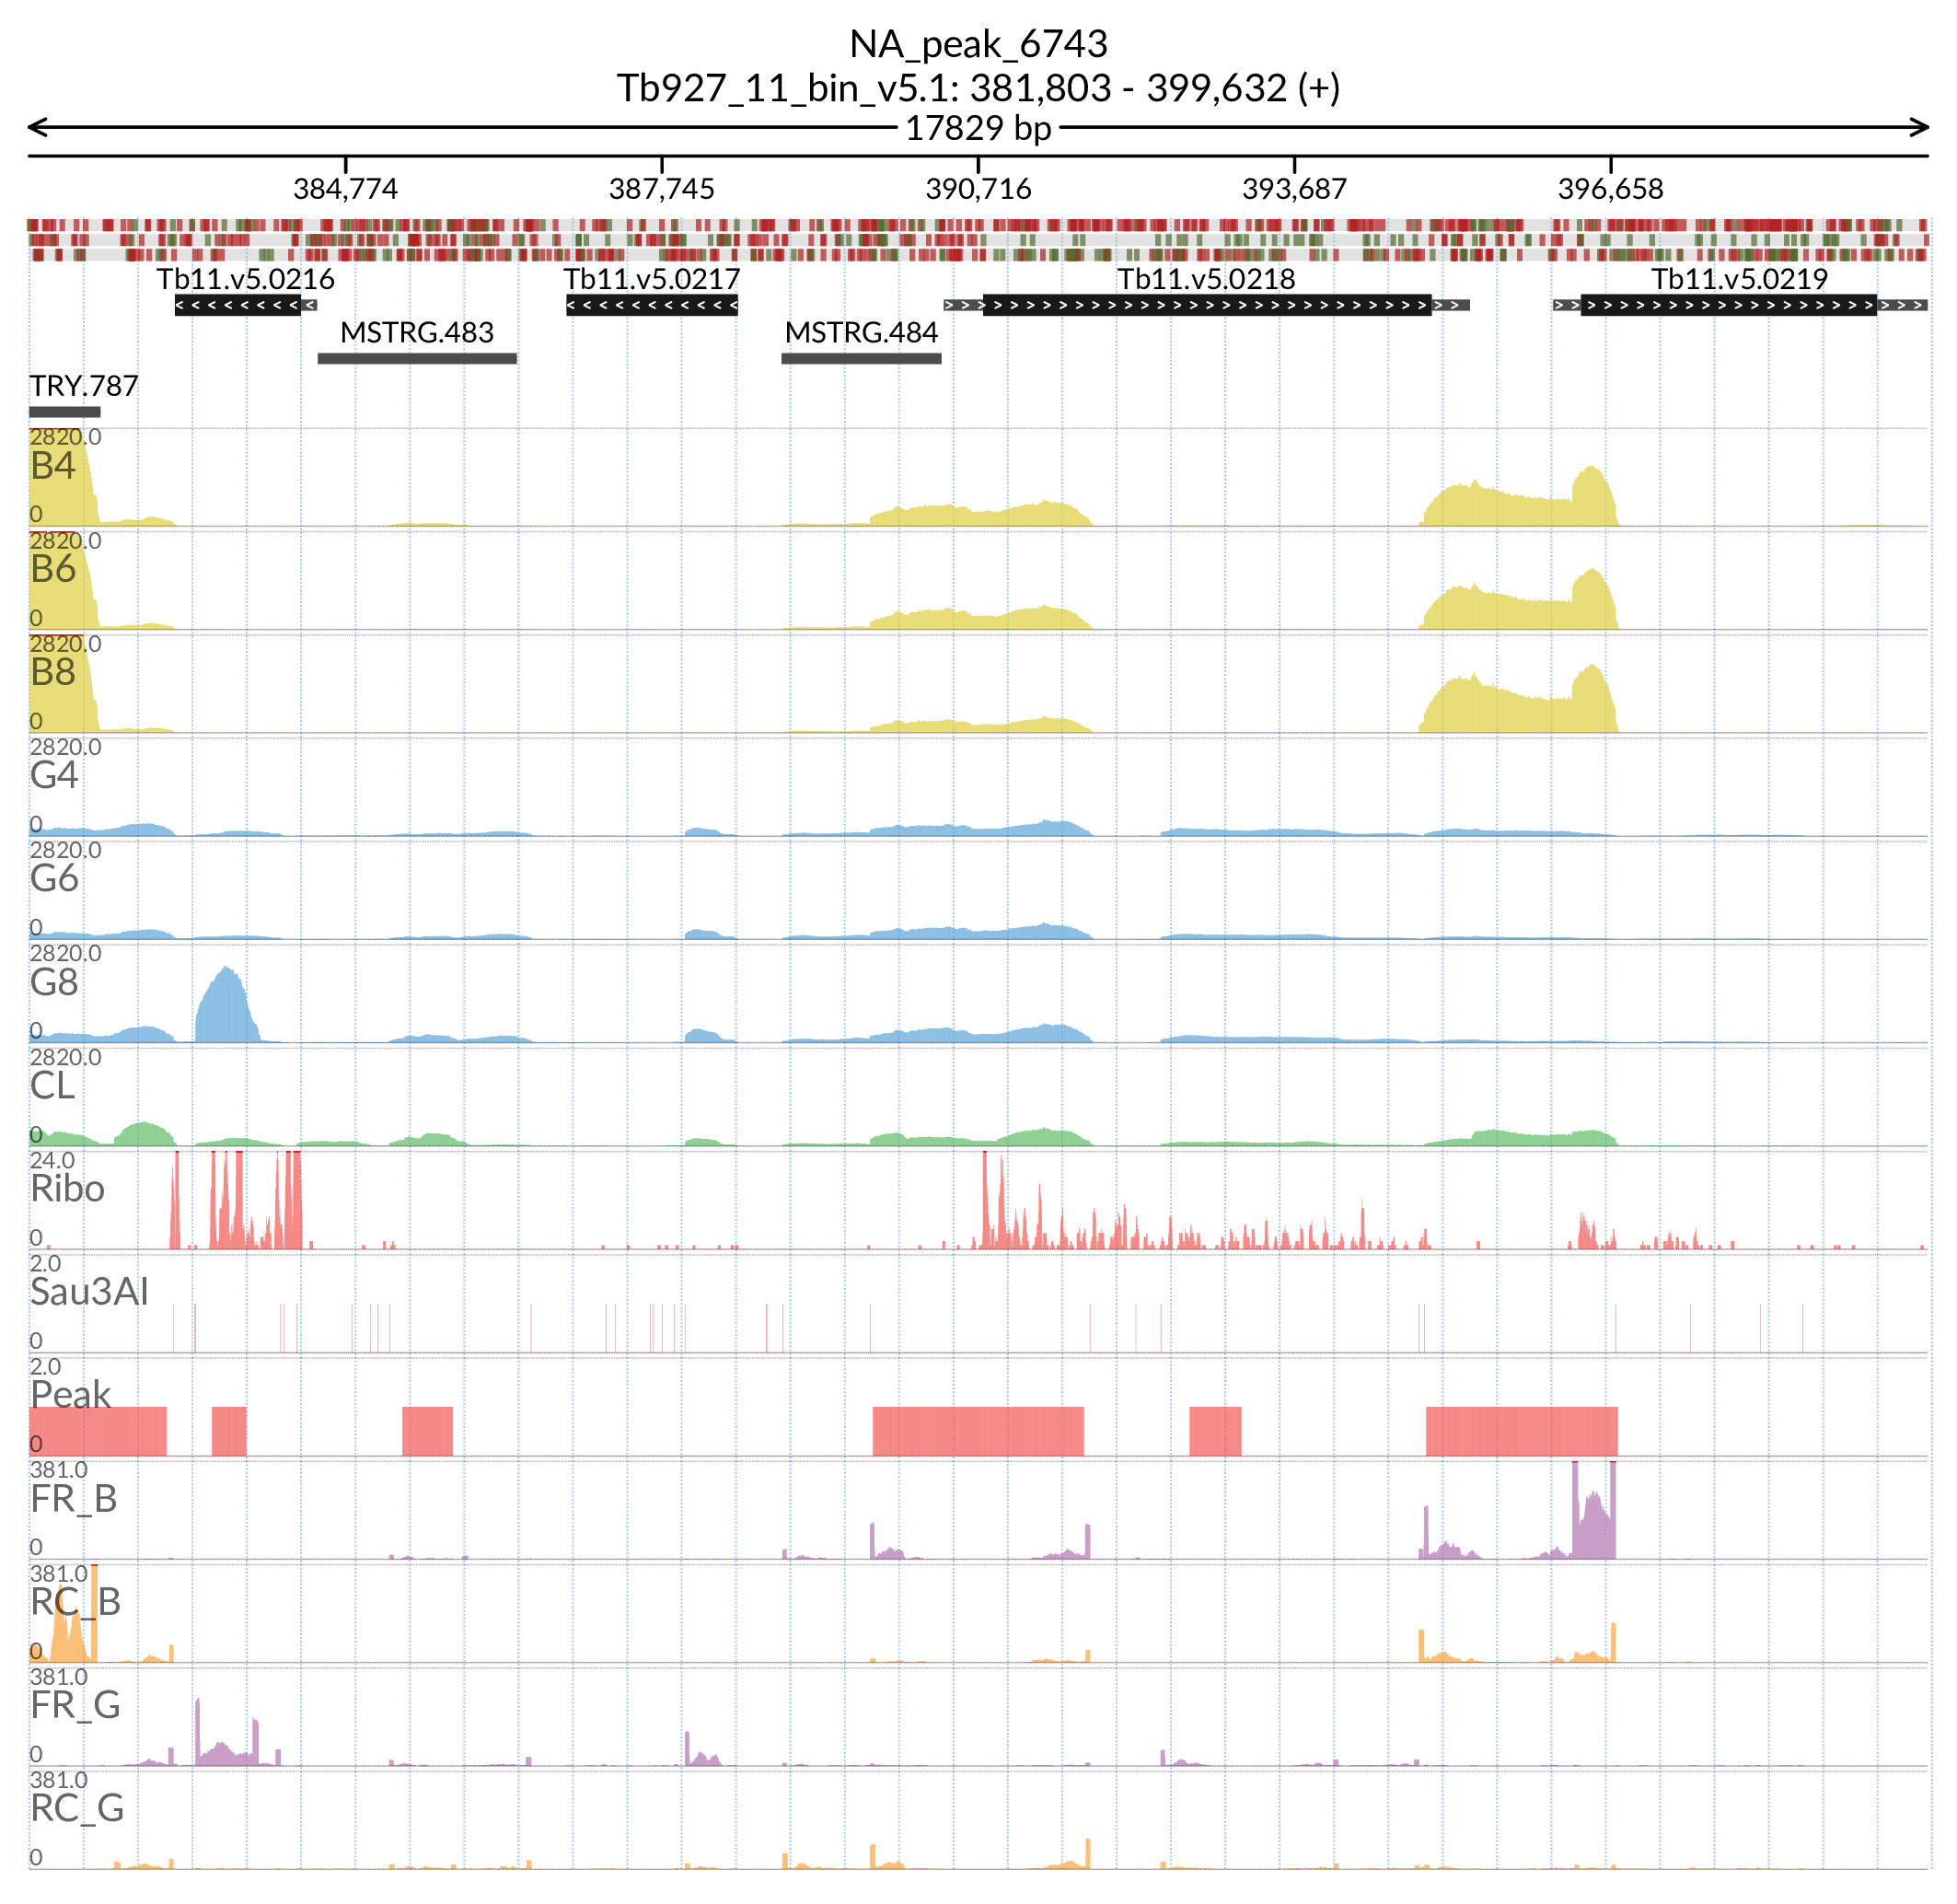 NA_peak_6743
Tb927_11_bin_v5.1: 381,803 - 399,632 (+)
17829 bp
384,774 387,745 390,716 393,687 396,658
Tb11.v5.0216 Tb11.v5.0217 Tb11.v5.0218 Tb11.v5.0219
MSTRG.483 MSTRG.484
TRY.787
2820.0
B4
0
2820.0
B6
0
2820.0
B8
0
2820.0
G4
0
2820.0
G6
0
2820.0
G8
0
2820.0
CL
0
24.0
Ribo
0
2.0
Sau3AI
0
2.0
Peak
0
381.0
FR_B
0
381.0
RC_B
0
381.0
FR_G
0
381.0
RC_G
0